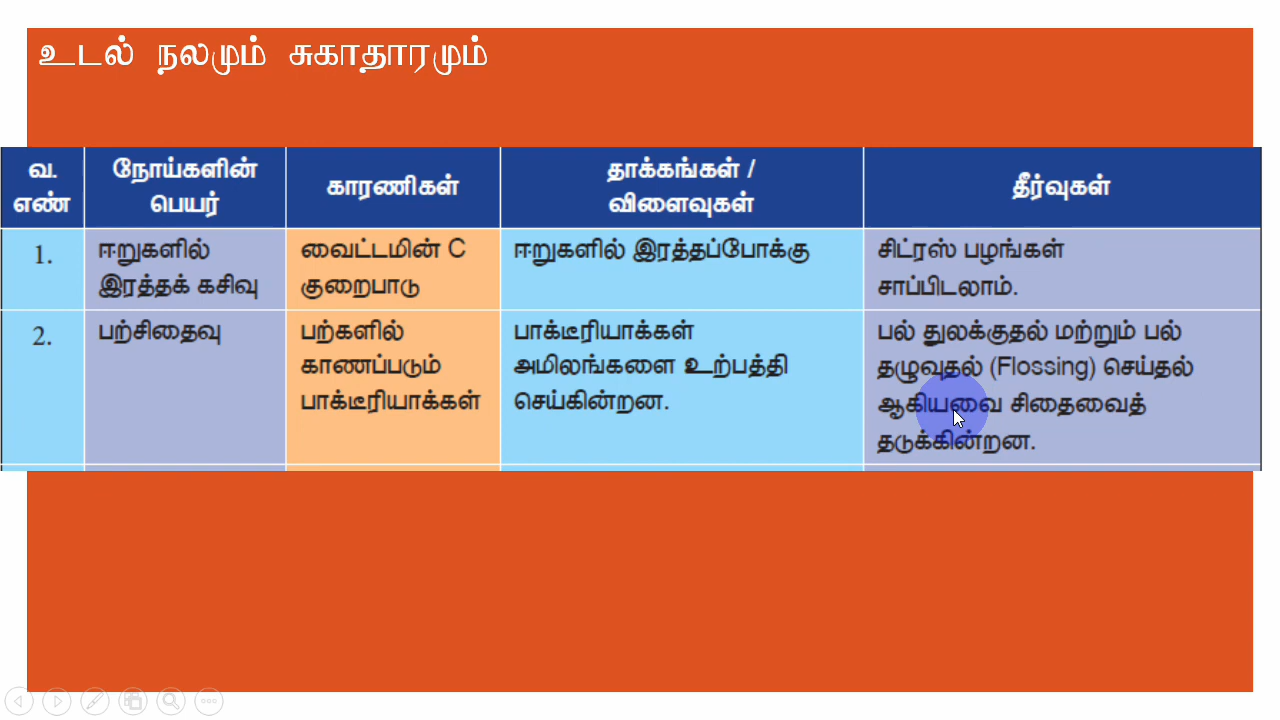 உடல் நலமும் சுகாதாரமும்
வ. எண்
நோய்களின் பெயர்
காரணிகள்
தாக்கங்கள் / விளைவுகள்
தீர்வுகள்
1.
ஈறுகளில்
இரத்தக் கசிவு
வைட்டமின் C
குறைபாடு
ஈறுகளில் இரத்தப்போக்கு
சிட்ரஸ் பழங்கள்
சாப்பிடலாம்.
2.
பற்சிதைவு
பற்களில்
காணப்படும்
பாக்டீரியாக்கள்
பாக்டீரியாக்கள்
அமிலங்களை உற்பத்தி
செய்கின்றன.
பல் துலக்குதல் மற்றும் பல்
தழுவுதல் (Flossing) செய்தல்
ஆகியவை சிதைவைத்
தடுக்கின்றன.